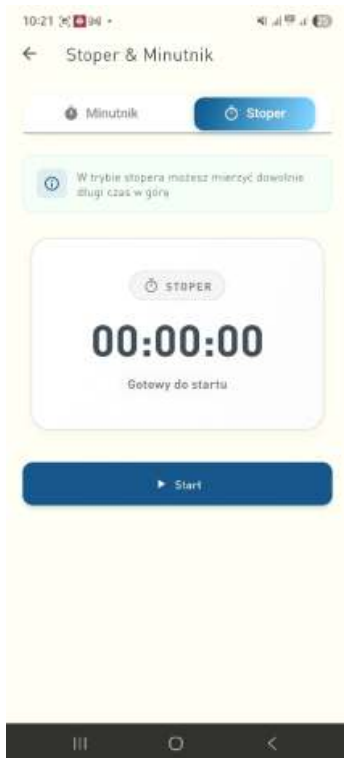 10:21
Stoper & Minutnik
Minutnik
Stoper
W trybie stopera możesz mierzyć dowolnie
długi czas w górę
STOPER
00:00:00
Gotowy do startu
Start